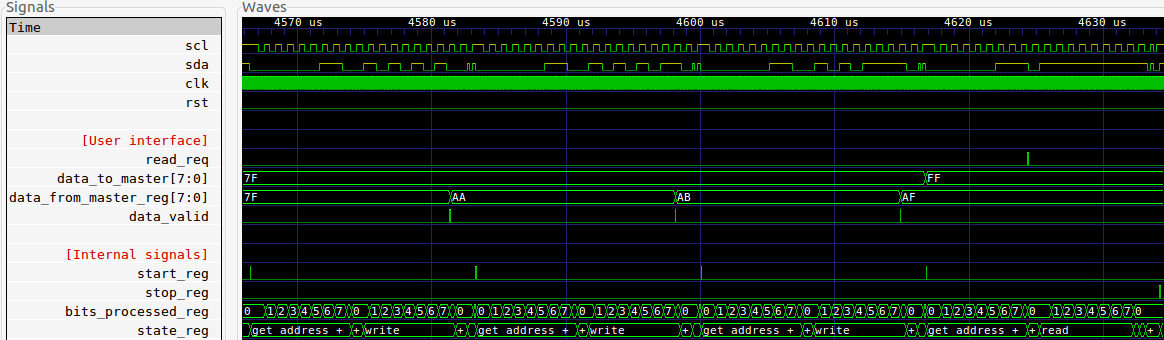 Signals
Waves
Time
4570 us 4580 us 4590 us 4600 us 4610 us 4620 us 4630 us
scl
sda
clk
rst
[User interface]
read_req
data_to_master[7:0] 7F FF
data_from_master_reg[7:0] 7F AA AB AF
data_valid
[Internal signals]
start_reg
stop_reg
bits_processed_reg 0 1 2 3 4 5 6 7 0 1 2 3 4 5 6 7 0 0 1 2 3 4 5 6 7 0 1 2 3 4 5 6 7 0 0 1 2 3 4 5 6 7 0 1 2 3 4 5 6 7 0 0 1 2 3 4 5 6 7 0 1 2 3 4 5 6 7 0
state_reg get address + + write + get address + + write + get address + + write + get address + + read +